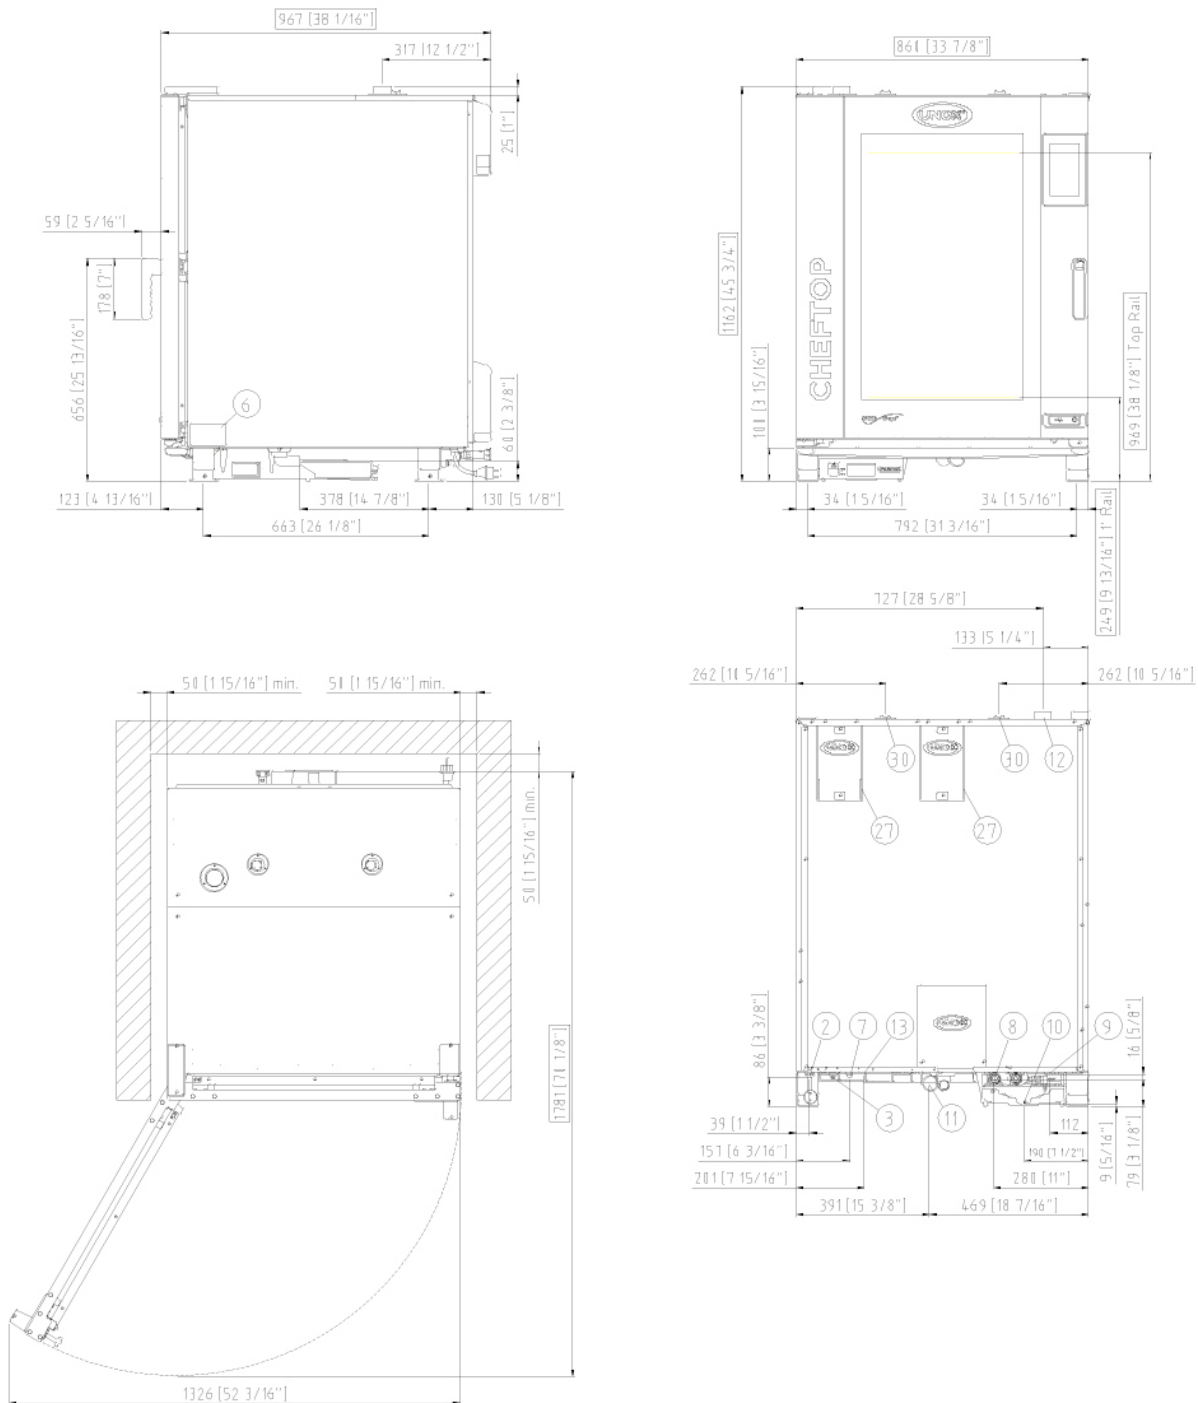 967 [38 1/16"]
317 [12 1/2"]
25 [1"]
59 [2 5/16"]
178 [7"]
656 [25 13/16"]
6
60 [2 3/8"]
123 [4 13/16"]
378 [14 7/8"]
130 [5 1/8"]
663 [26 1/8"]
860 [33 7/8"]
UNOX
1162 [45 3/4"]
CHEFTOP
100 [3 15/16"]
969 [38 1/8"] Top Rail
34 [1 5/16"]
34 [1 5/16"]
792 [31 3/16"]
249 [9 13/16"] 1' Rail
50 [1 15/16"] min.
50 [1 15/16"] min.
50 [1 15/16"] min.
1781 [70 1/8"]
1326 [52 3/16"]
727 [28 5/8"]
133 [5 1/4"]
262 [10 5/16"]
262 [10 5/16"]
30
30
12
27
27
86 [3 3/8"]
2
7
13
8
10
9
16 [5/8"]
3
11
39 [1 1/2"]
112
157 [6 3/16"]
190 [7 1/2"]
201 [7 15/16"]
280 [11"]
9 [5/16"]
79 [3 1/8"]
391 [15 3/8"]
469 [18 7/16"]